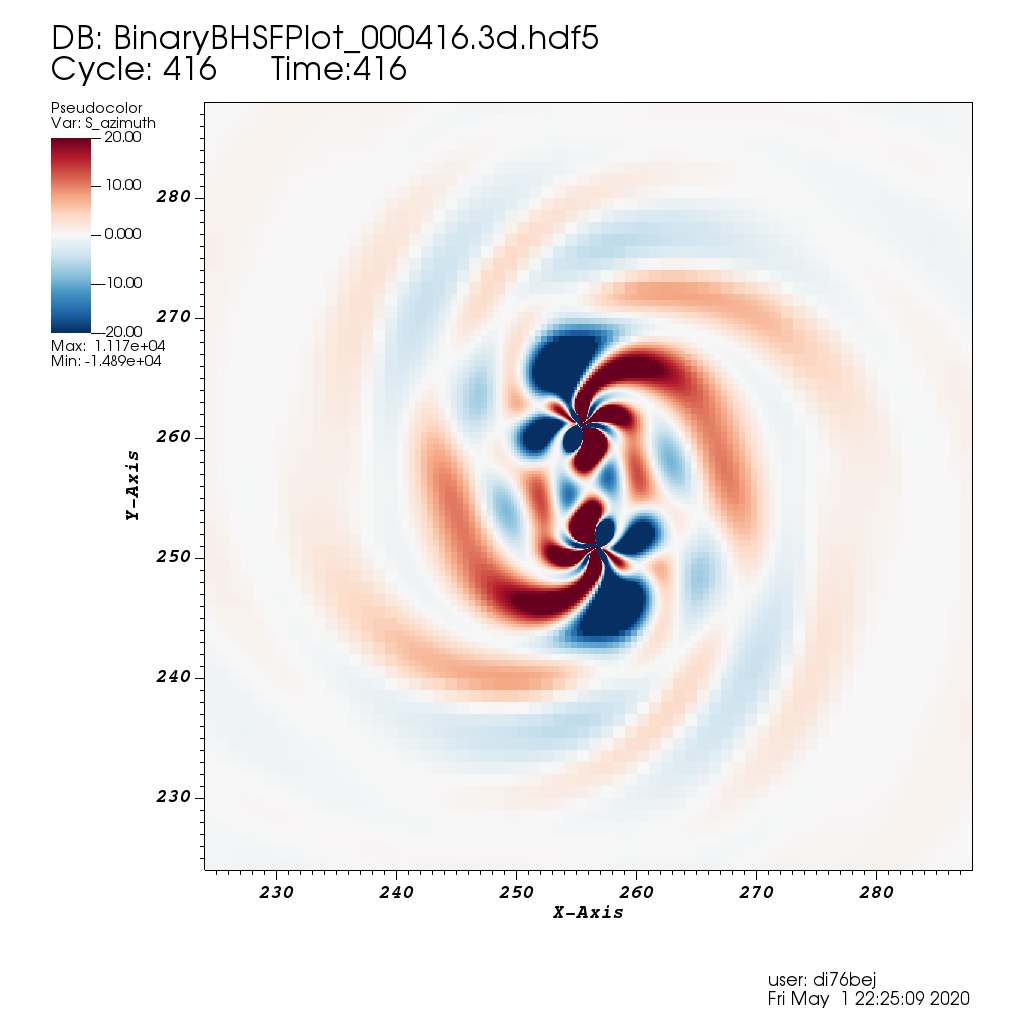 DB: BinaryBHSFPlot_000416.3d.hdf5
Cycle: 416 Time:416
Pseudocolor
Var: S_azimuth
20.00
10.00
0.000
-10.00
-20.00
Max: 1.117e+04
Min: -1.489e+04
280
270
260
250
240
230
Y-Axis
230 240 250 260 270 280
X-Axis
user: di76bej
Fri May 1 22:25:09 2020